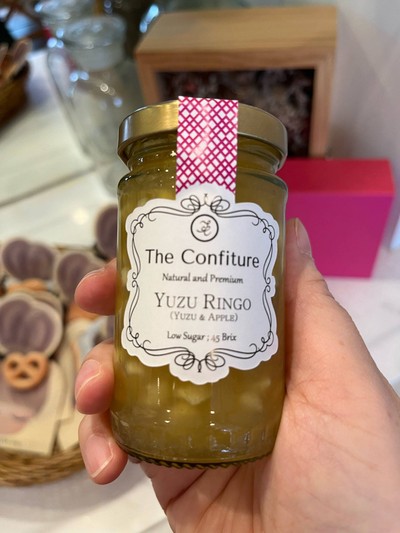 The Confiture
Natural and Premium
YUZU RINGO
(YUZU & APPLE)
Low Sugar ; 45 Brix